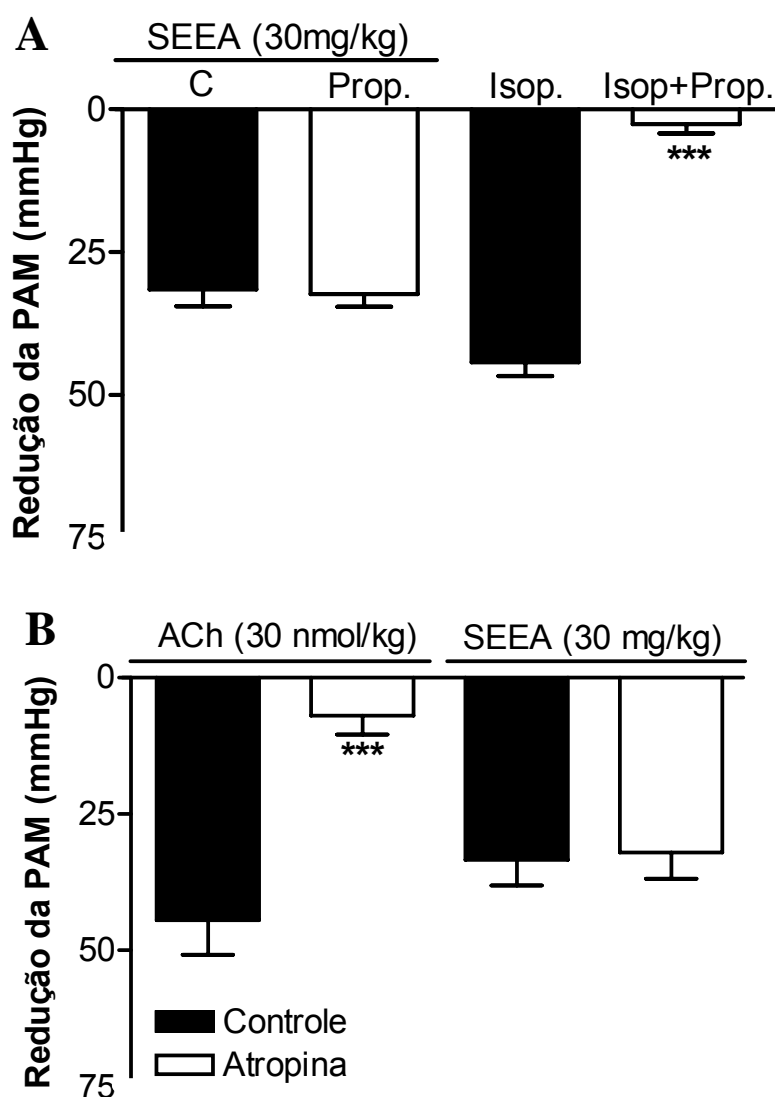 A
SEEA (30mg/kg)
C Prop. Isop. Isop+Prop.
0
***
25
50
75
Redução da PAM (mmHg)
B
ACh (30 nmol/kg) SEEA (30 mg/kg)
0
***
25
50
75
Redução da PAM (mmHg)
Controle
Atropina